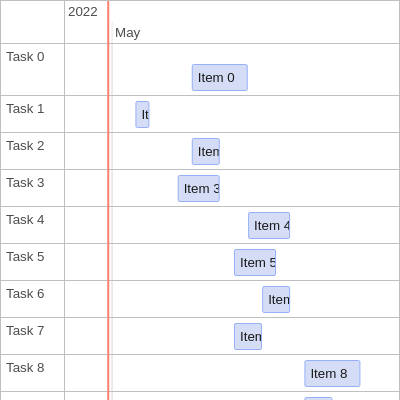 2022
May
Task 0
Item 0
Task 1
It
Task 2
Item
Task 3
Item 3
Task 4
Item 4
Task 5
Item 5
Task 6
Item
Task 7
Item
Task 8
Item 8